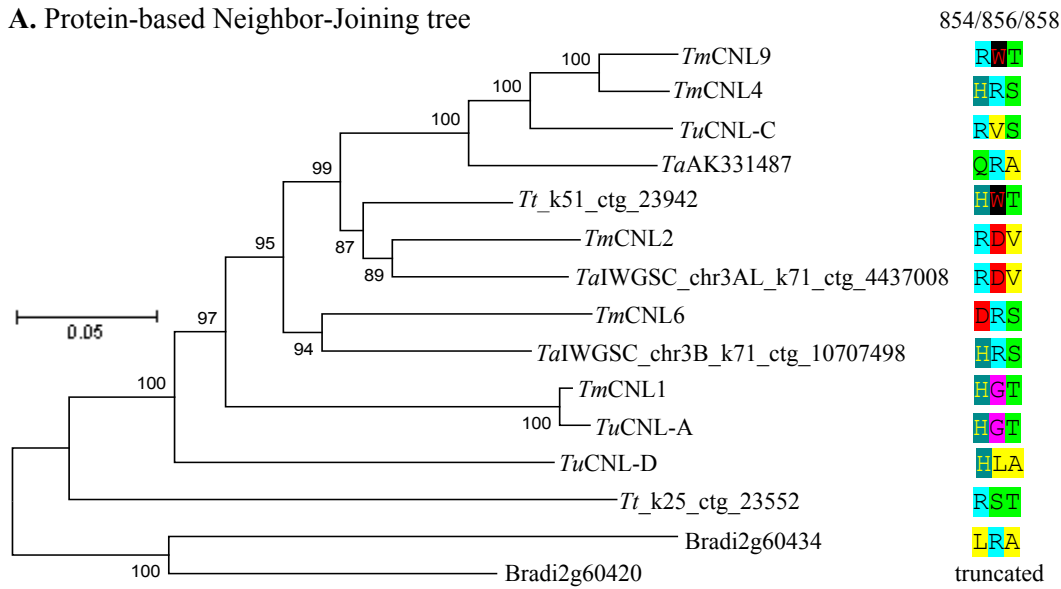 A. Protein-based Neighbor-Joining tree 854/856/858
100 TmCNL9 RWT
100 TmCNL4 HRS
100 TuCNL-C RVS
TaAK331487 QRA
99 Tt_k51_ctg_23942 HWT
87 TmCNL2 RDV
95 89 TaIWGSC_chr3AL_k71_ctg_4437008 RDV
97 TmCNL6 DRS
0.05 94 TaIWGSC_chr3B_k71_ctg_10707498 HRS
100 TmCNL1 HGT
100 TuCNL-A HGT
TuCNL-D HLA
Tt_k25_ctg_23552 RST
Bradi2g60434 LRA
100 Bradi2g60420 truncated